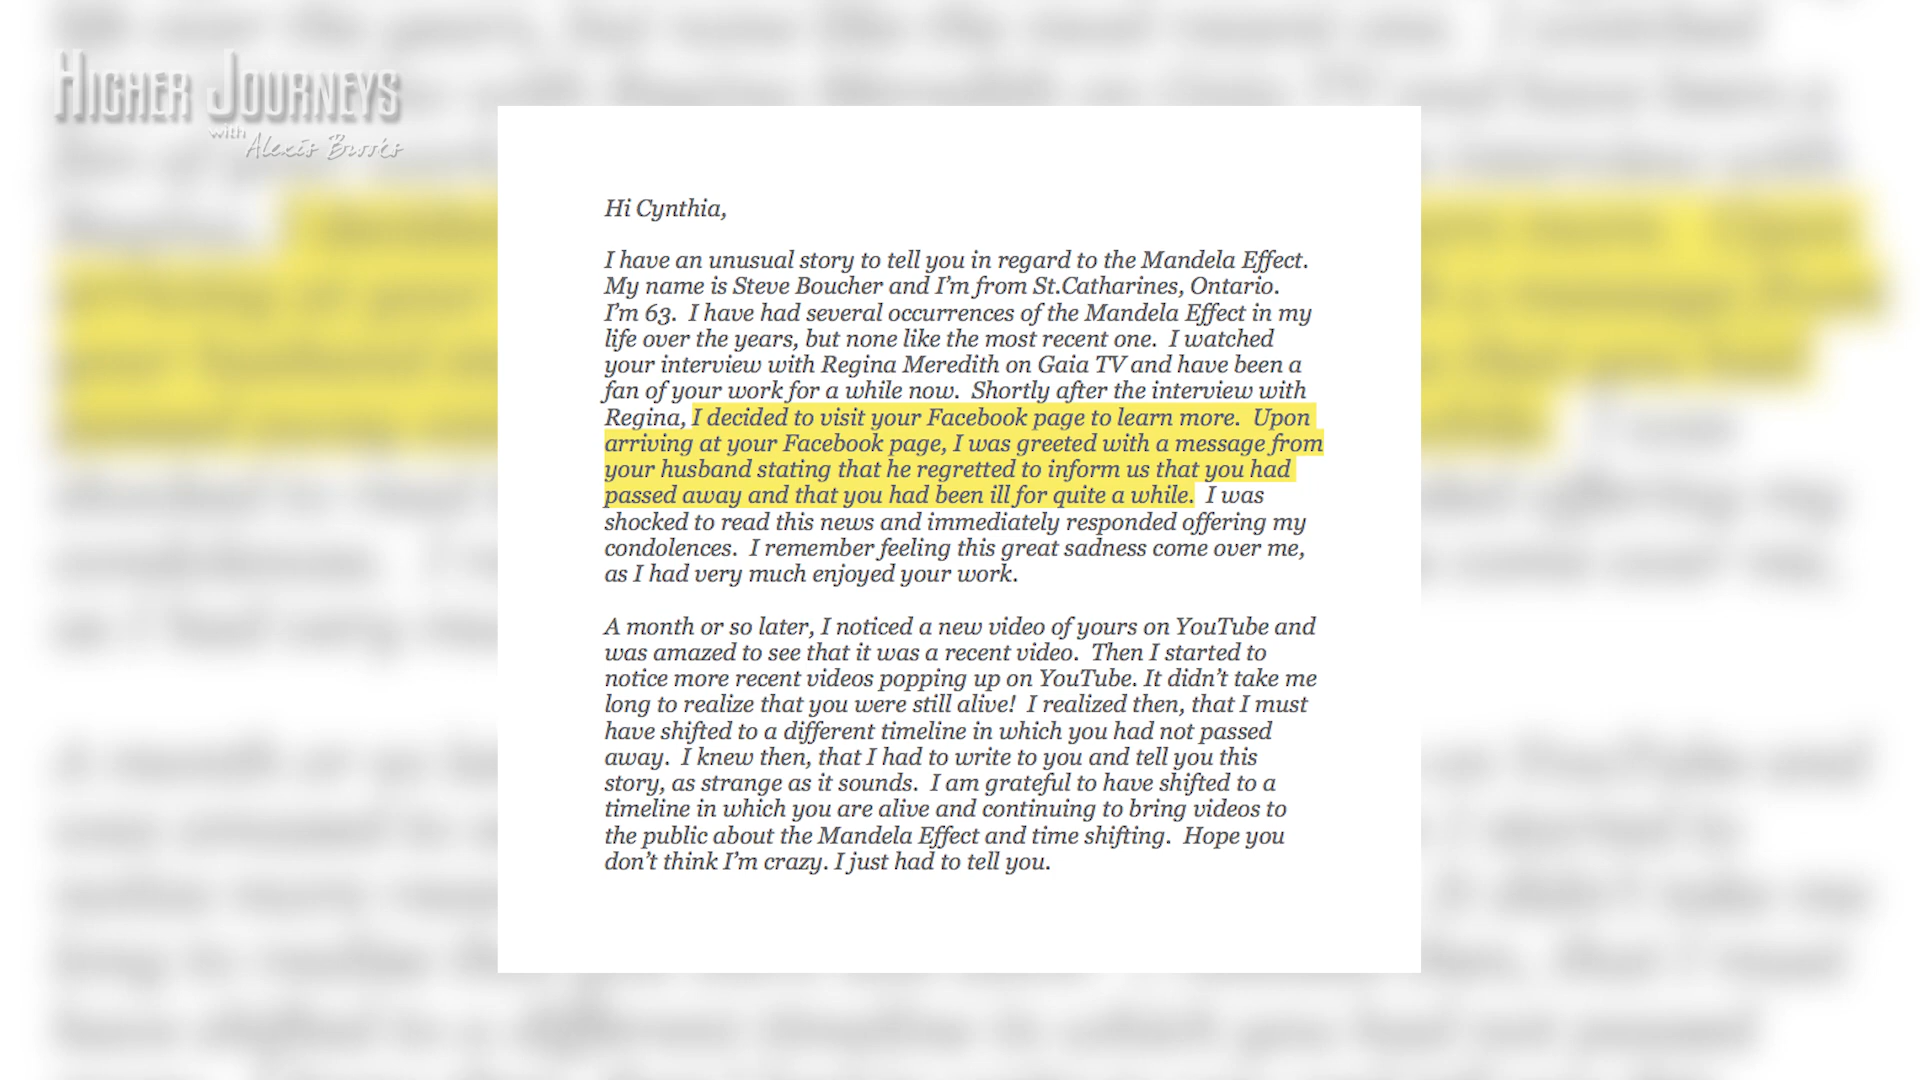 HIGHER JOURNEYS
with
Alexis Brooks
Hi Cynthia,
I have an unusual story to tell you in regard to the Mandela Effect.
My name is Steve Boucher and I'm from St.Catharines, Ontario.
I'm 63.  I have had several occurrences of the Mandela Effect in my
life over the years, but none like the most recent one.  I watched
your interview with Regina Meredith on Gaia TV and have been a
fan of your work for a while now.  Shortly after the interview with
Regina, I decided to visit your Facebook page to learn more.  Upon
arriving at your Facebook page, I was greeted with a message from
your husband stating that he regretted to inform us that you had
passed away and that you had been ill for quite a while.  I was
shocked to read this news and immediately responded offering my
condolences.  I remember feeling this great sadness come over me,
as I had very much enjoyed your work.
A month or so later, I noticed a new video of yours on YouTube and
was amazed to see that it was a recent video.  Then I started to
notice more recent videos popping up on YouTube. It didn't take me
long to realize that you were still alive!  I realized then, that I must
have shifted to a different timeline in which you had not passed
away.  I knew then, that I had to write to you and tell you this
story, as strange as it sounds.  I am grateful to have shifted to a
timeline in which you are alive and continuing to bring videos to
the public about the Mandela Effect and time shifting.  Hope you
don't think I'm crazy. I just had to tell you.